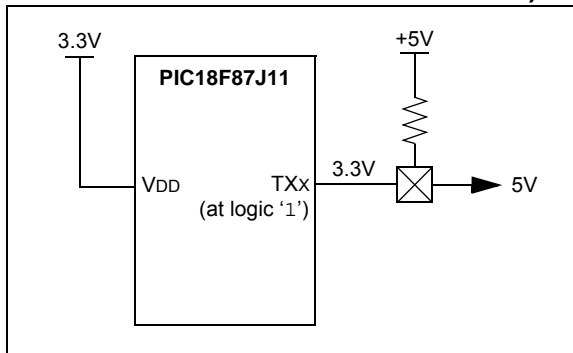 3.3V
+5V
PIC18F87J11
VDD
TXX
3.3V
5V
(at logic ‘1’)